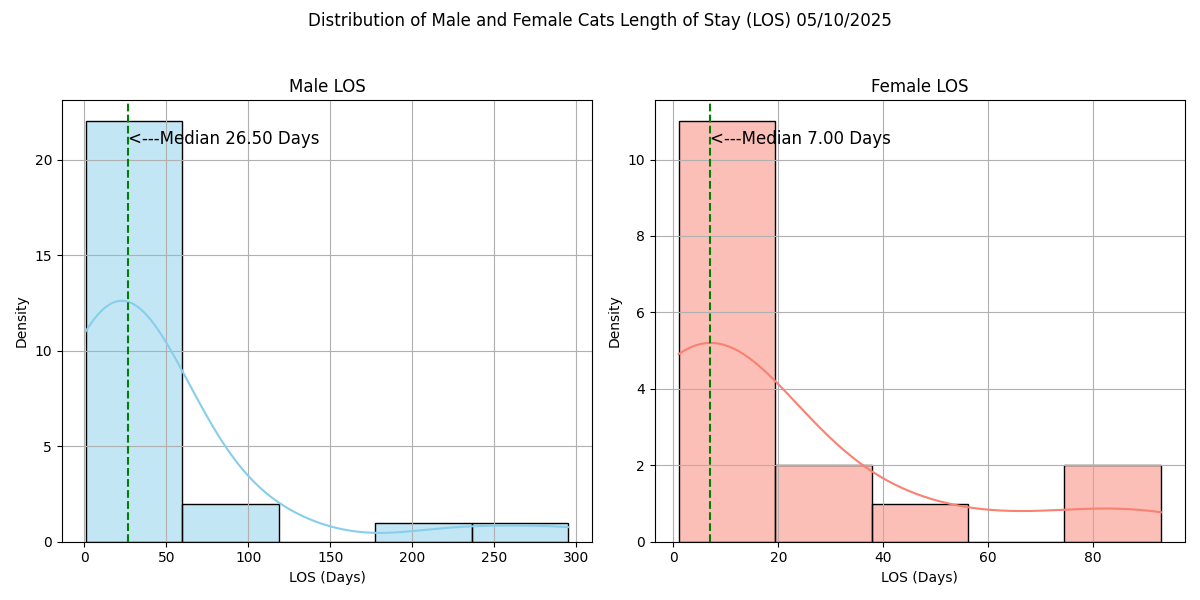 Distribution of Male and Female Cats Length of Stay (LOS) 05/10/2025
Male LOS
<---Median 26.50 Days
Density
20
15
10
5
0
0 50 100 150 200 250 300
LOS (Days)
Female LOS
<---Median 7.00 Days
Density
10
8
6
4
2
0
0 20 40 60 80
LOS (Days)